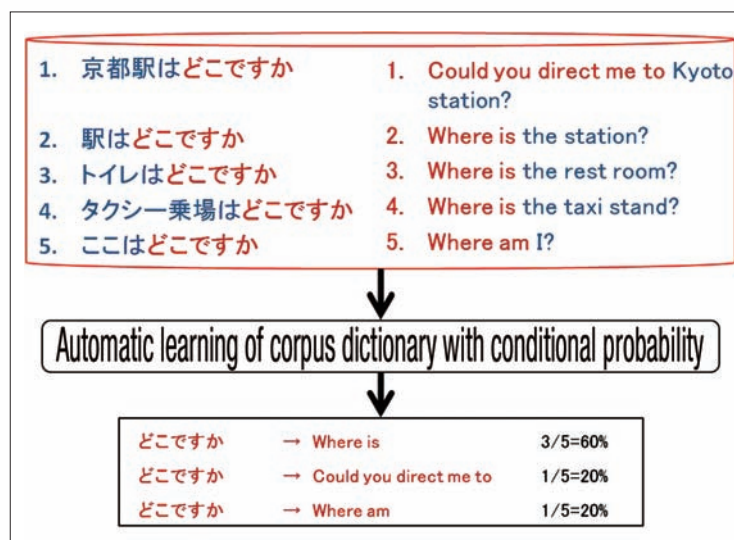 1. 京都駅はどこですか
1. Could you direct me to Kyoto
station?
2. 駅はどこですか
2. Where is the station?
3. トイレはどこですか
3. Where is the rest room?
4. タクシー乗場はどこですか
4. Where is the taxi stand?
5. ここはどこですか
5. Where am I?
Automatic learning of corpus dictionary with conditional probability
どこですか → Where is 3/5=60%
どこですか → Could you direct me to 1/5=20%
どこですか → Where am 1/5=20%